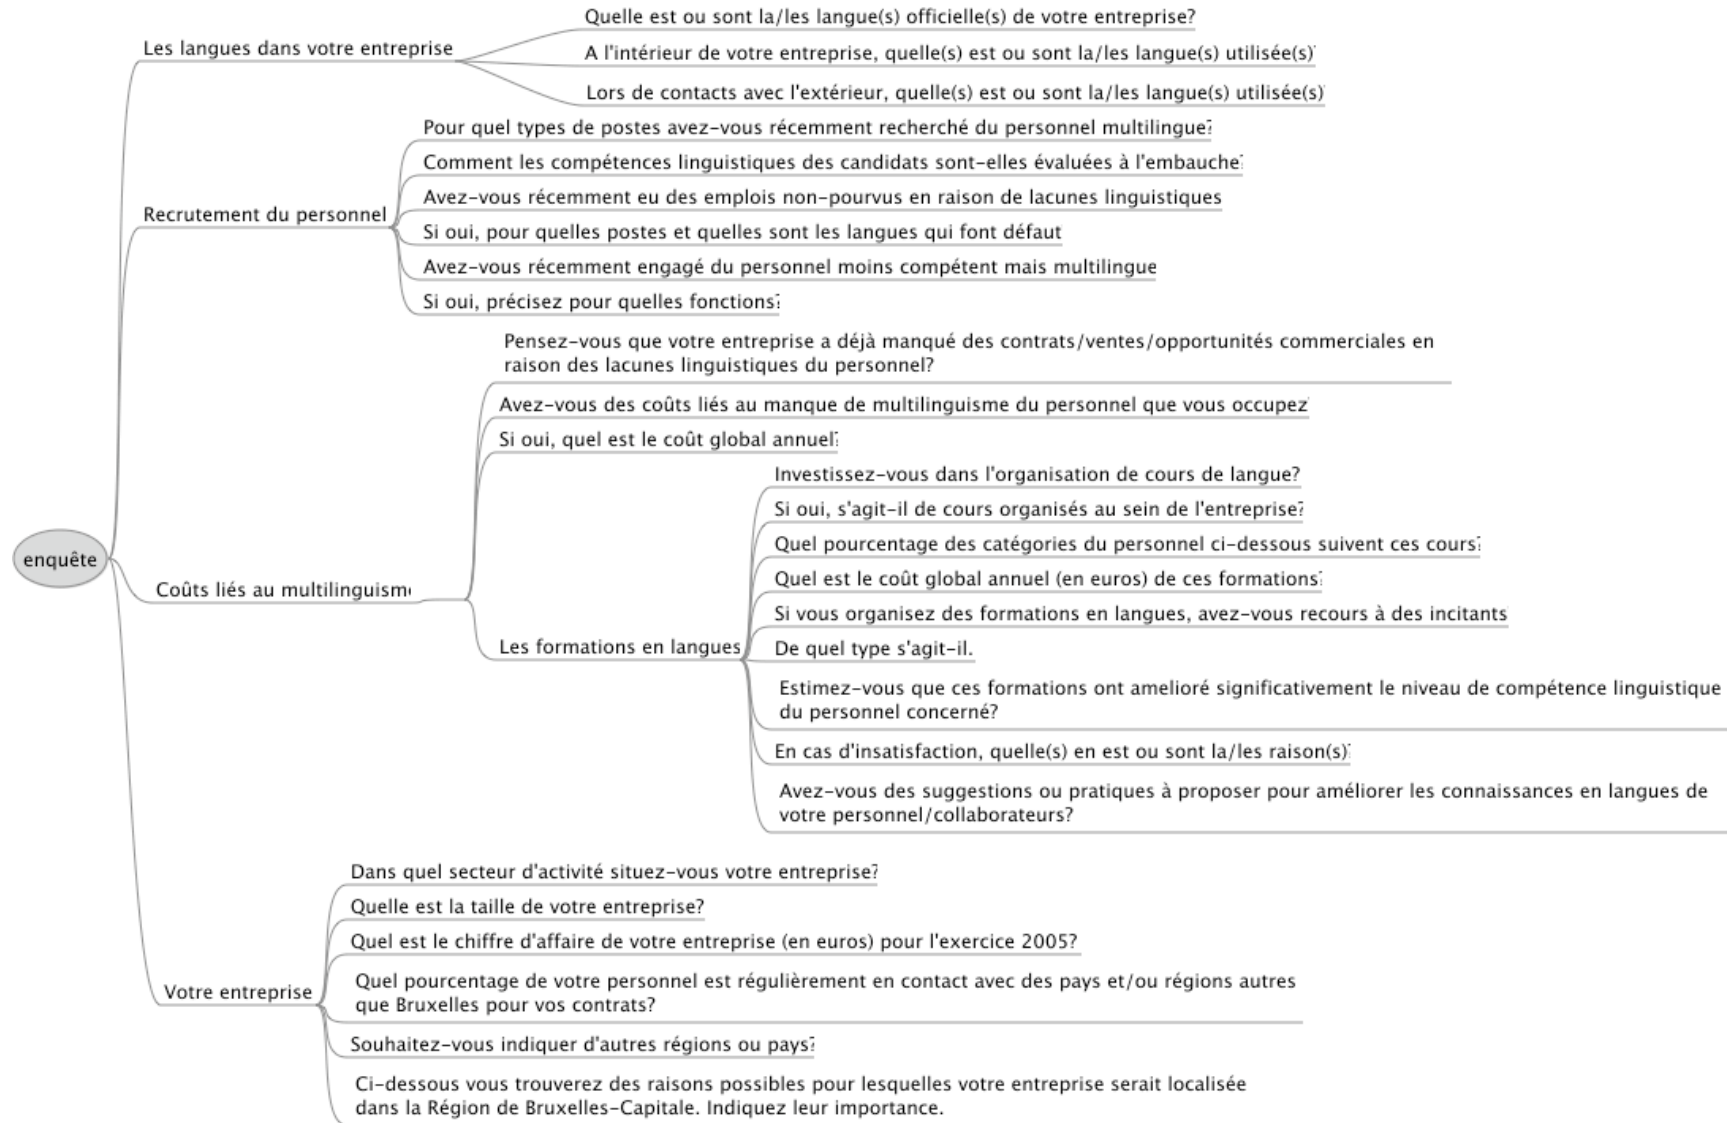 Quelle est ou sont la/les langue(s) officielle(s) de votre entreprise?
Les langues dans votre entreprise
A l'intérieur de votre entreprise, quelle(s) est ou sont la/les langue(s) utilisée(s)
Lors de contacts avec l'extérieur, quelle(s) est ou sont la/les langue(s) utilisée(s)
Pour quel types de postes avez-vous récemment recherché du personnel multilingue?
Comment les compétences linguistiques des candidats sont-elles évaluées à l'embauche?
Avez-vous récemment eu des emplois non-pourvus en raison de lacunes linguistiques
Recrutement du personnel
Si oui, pour quelles postes et quelles sont les langues qui font défaut
Avez-vous récemment engagé du personnel moins compétent mais multilingue
Si oui, précisez pour quelles fonctions?
Pensez-vous que votre entreprise a déjà manqué des contrats/ventes/opportunités commerciales en
raison des lacunes linguistiques du personnel?
Avez-vous des coûts liés au manque de multilinguisme du personnel que vous occupez
Si oui, quel est le coût global annuel?
Investissez-vous dans l'organisation de cours de langue?
Si oui, s'agit-il de cours organisés au sein de l'entreprise?
Quel pourcentage des catégories du personnel ci-dessous suivent ces cours?
enquête
Quel est le coût global annuel (en euros) de ces formations?
Coûts liés au multilinguisme
Si vous organisez des formations en langues, avez-vous recours à des incitants
Les formations en langues
De quel type s'agit-il.
Estimez-vous que ces formations ont amelioré significativement le niveau de compétence linguistique
du personnel concerné?
En cas d'insatisfaction, quelle(s) en est ou sont la/les raison(s)?
Avez-vous des suggestions ou pratiques à proposer pour améliorer les connaissances en langues de
votre personnel/collaborateurs?
Dans quel secteur d'activité situez-vous votre entreprise?
Quelle est la taille de votre entreprise?
Quel est le chiffre d'affaire de votre entreprise (en euros) pour l'exercice 2005?
Quel pourcentage de votre personnel est régulièrement en contact avec des pays et/ou régions autres
que Bruxelles pour vos contrats?
Votre entreprise
Souhaitez-vous indiquer d'autres régions ou pays?
Ci-dessous vous trouverez des raisons possibles pour lesquelles votre entreprise serait localisée
dans la Région de Bruxelles-Capitale. Indiquez leur importance.